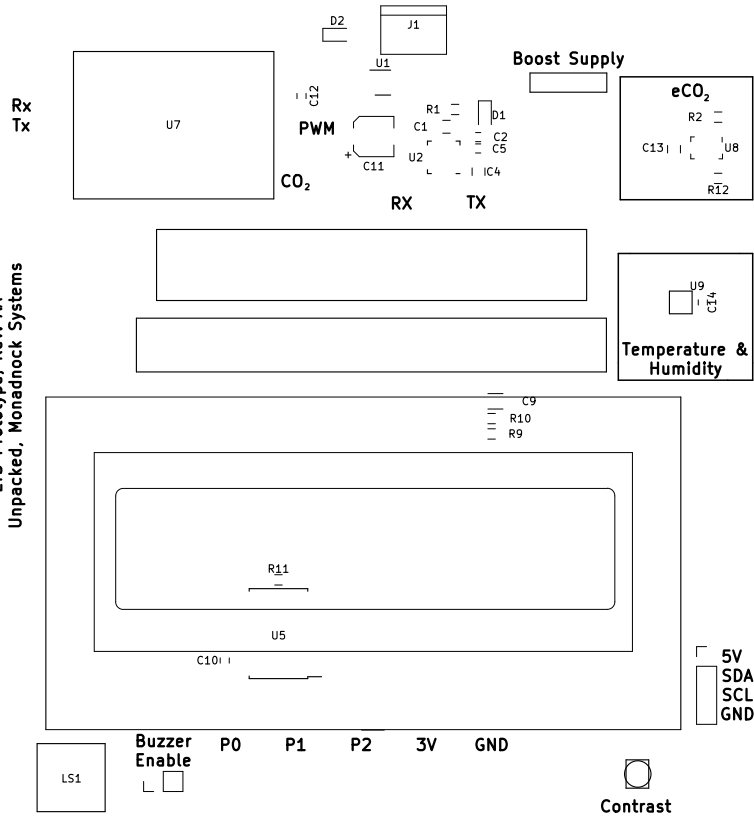 D2
J1
U1
Boost Supply
Rx
Tx
U7
C12
PWM
R1
D1
C1
C2
C5
U2
C11
+
C4
CO₂
RX
TX
eCO₂
R2
C13
U8
R12
U9
C14
Temperature &
Humidity
Unpacked, Monadnock Systems
C9
R10
R9
R11
U5
C10
5V
SDA
SCL
GND
Buzzer
Enable
P0
P1
P2
3V
GND
LS1
Contrast